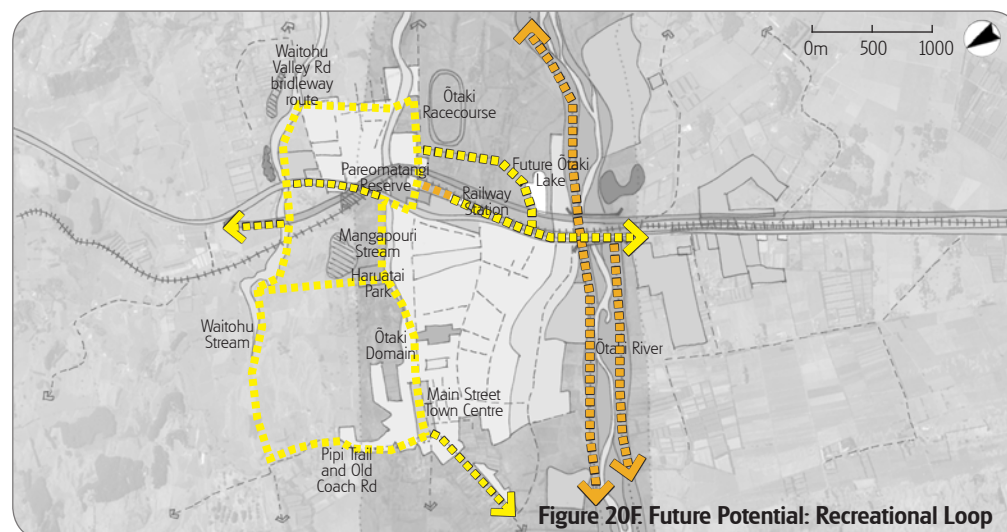 0m 500 1000
Waitohu
Valley Rd
bridleway
route
Ōtaki
Racecourse
Pareomatangi
Reserve
Future Ōtaki
Lake
Railway
Station
Mangapouri
Stream
Haruatai
Park
Waitohu
Stream
Ōtaki
Domain
Ōtaki River
Main Street
Town Centre
Pipi Trail
and Old
Coach Rd
Figure 20F. Future Potential: Recreational Loop